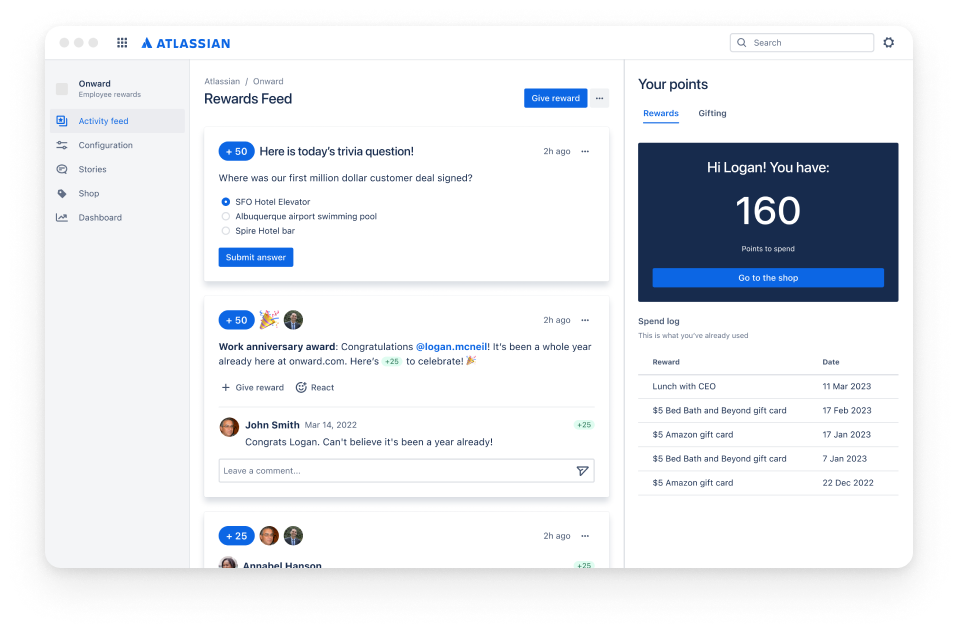 ATLASSIAN
Search
Onward
Employee rewards
Activity feed
Configuration
Stories
Shop
Dashboard
Atlassian / Onward
Rewards Feed
Give reward
+ 50 Here is today's trivia question!
2h ago
Where was our first million dollar customer deal signed?
SFO Hotel Elevator
Albuquerque airport swimming pool
Spire Hotel bar
Submit answer
+ 50
2h ago
Work anniversary award: Congratulations @logan.mcneil! It's been a whole year
already here at onward.com. Here's +25 to celebrate! 🎉
+ Give reward
React
John Smith Mar 14, 2022
+25
Congrats Logan. Can't believe it's been a year already!
Leave a comment...
+ 25
2h ago
Annabel Hanson
+25
Your points
Rewards
Gifting
Hi Logan! You have:
160
Points to spend
Go to the shop
Spend log
This is what you've already used
Reward Date
Lunch with CEO 11 Mar 2023
$5 Bed Bath and Beyond gift card 17 Feb 2023
$5 Amazon gift card 17 Jan 2023
$5 Bed Bath and Beyond gift card 7 Jan 2023
$5 Amazon gift card 22 Dec 2022